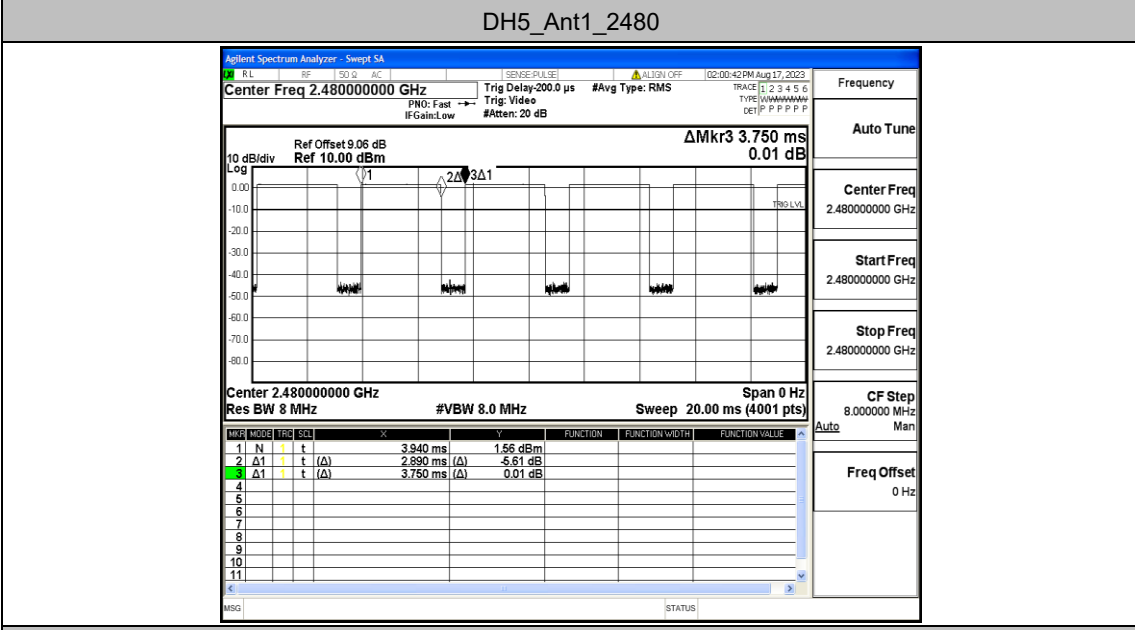 DH5_Ant1_2480
Agilent Spectrum Analyzer - Swept SA
RL RF 50 Ω AC SENSE:PULSE ALIGN OFF 02:00:42 PM Aug 17, 2023
Center Freq 2.480000000 GHz
PNO: Fast
IFGain:Low
Trig Delay-200.0 µs
Trig: Video
#Atten: 20 dB
#Avg Type: RMS
TRACE 1 2 3 4 5 6
TYPE
DET P P P P P P
ΔMkr3 3.750 ms
0.01 dB
Ref Offset 9.06 dB
10 dB/div Ref 10.00 dBm
Log
1 2Δ 3Δ1
TRIG LVL
0.00
-10.0
-20.0
-30.0
-40.0
-50.0
-60.0
-70.0
-80.0
Center 2.480000000 GHz Span 0 Hz
Res BW 8 MHz #VBW 8.0 MHz Sweep 20.00 ms (4001 pts)
MKR MODE TRC SCL X Y FUNCTION FUNCTION WIDTH FUNCTION VALUE
1 N 1 t 3.940 ms 1.56 dBm
2 Δ1 1 t (Δ) 2.890 ms (Δ) -5.61 dB
3 Δ1 1 t (Δ) 3.750 ms (Δ) 0.01 dB
4
5
6
7
8
9
10
11
MSG STATUS
Frequency
Auto Tune
Center Freq
2.480000000 GHz
Start Freq
2.480000000 GHz
Stop Freq
2.480000000 GHz
CF Step
8.000000 MHz
Auto Man
Freq Offset
0 Hz